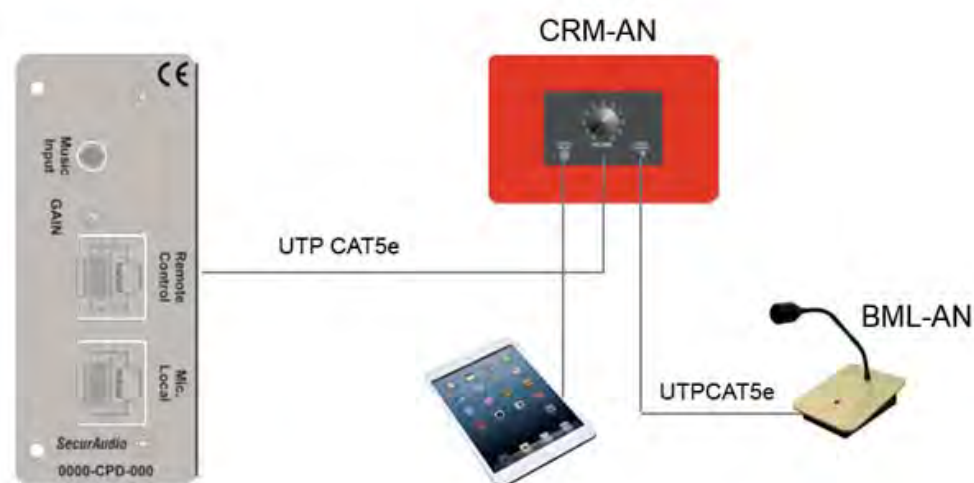 CRM-AN
CE
Music
Input
GAIN
Remote
Control
Mic.
Local
SecurAudio
0000-CPD-000
UTP CAT5e
UTPCAT5e
BML-AN